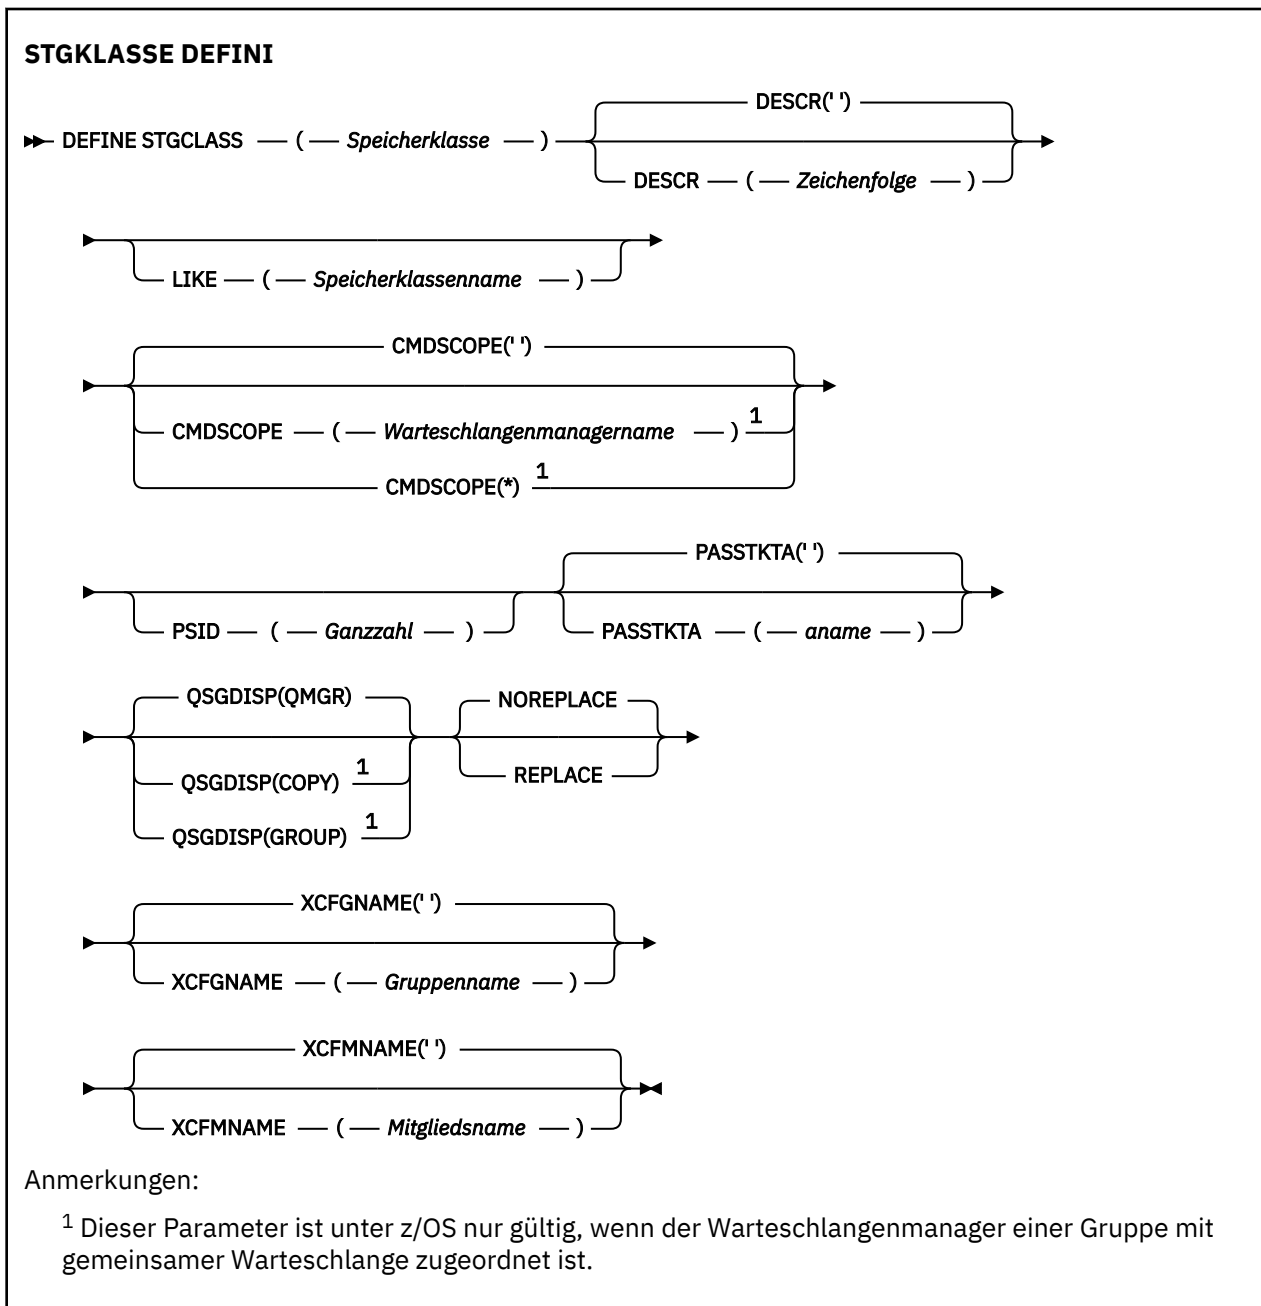 STGKLASSE DEFINI
DESCR(' ')
DEFINE STGCLASS ( Speicherklasse )
DESCR ( Zeichenfolge )
LIKE ( Speicherklassenname )
CMDSCOPE(' ')
CMDSCOPE ( Warteschlangenmanagername ) 1
CMDSCOPE(*) 1
PASSTKTA(' ')
PSID ( Ganzzahl ) PASSTKTA ( aname )
QSGDISP(QMGR) NOREPLACE
QSGDISP(COPY) 1 REPLACE
QSGDISP(GROUP) 1
XCFGNAME(' ')
XCFGNAME ( Gruppenname )
XCFMNAME(' ')
XCFMNAME ( Mitgliedsname )
Anmerkungen:
1 Dieser Parameter ist unter z/OS nur gültig, wenn der Warteschlangenmanager einer Gruppe mit
gemeinsamer Warteschlange zugeordnet ist.